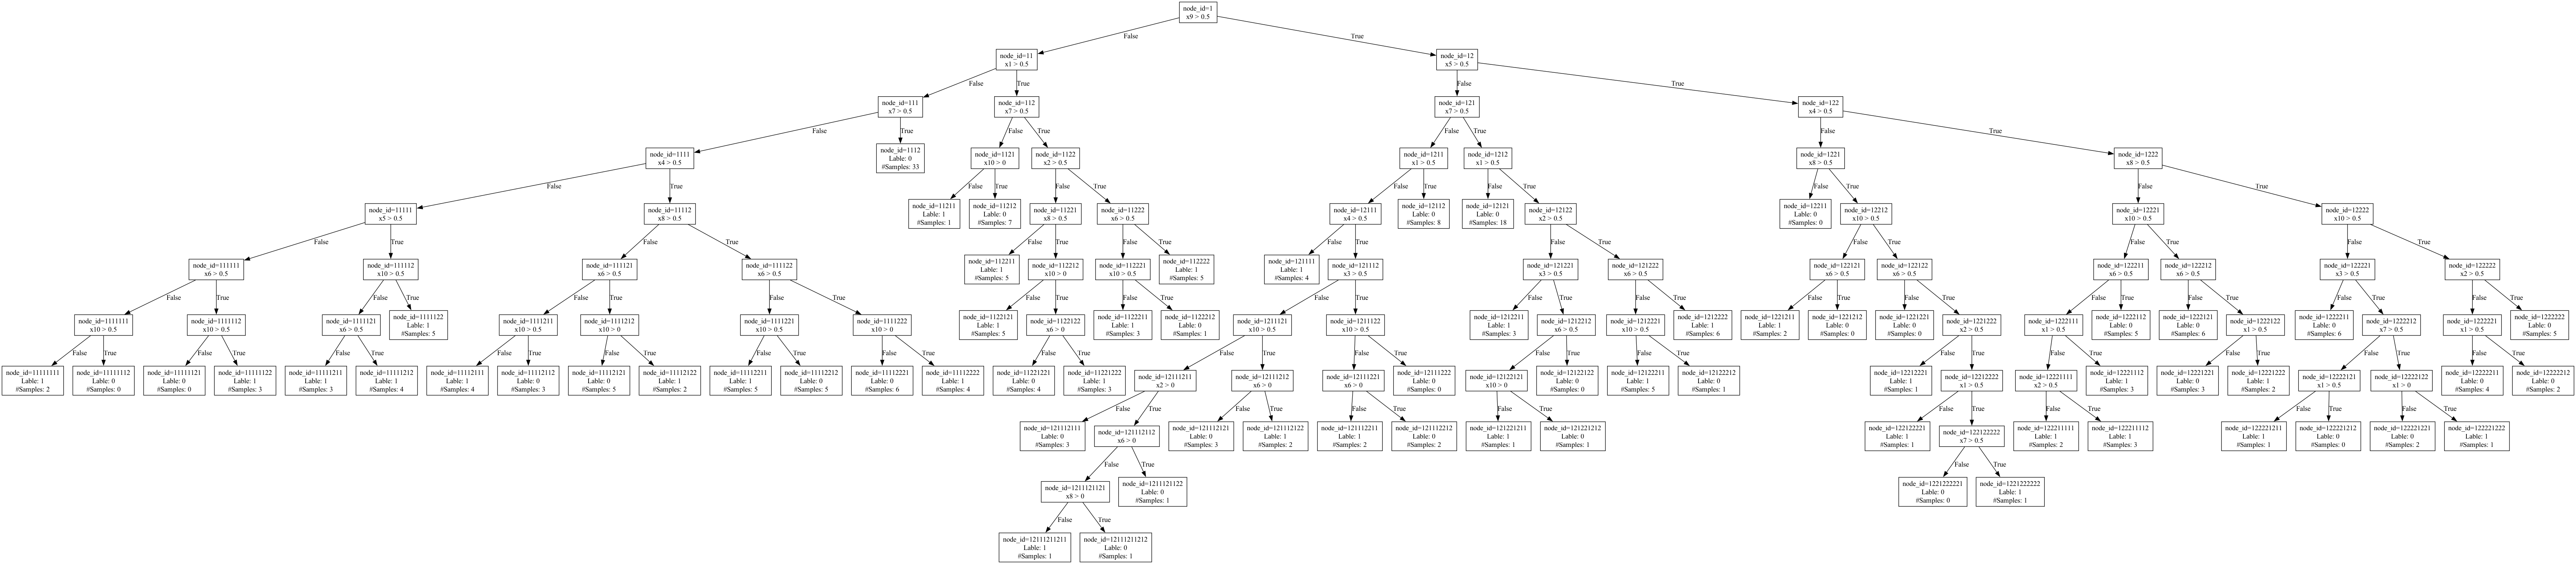 node_id=1
x9 > 0.5
False
True
node_id=11
x1 > 0.5
node_id=12
x5 > 0.5
False
True
False
True
node_id=111
x7 > 0.5
node_id=112
x7 > 0.5
node_id=121
x7 > 0.5
node_id=122
x4 > 0.5
False
True
False
True
False
True
False
True
node_id=1111
x4 > 0.5
node_id=1112
Lable: 0
#Samples: 33
node_id=1121
x10 > 0
node_id=1122
x2 > 0.5
node_id=1211
x1 > 0.5
node_id=1212
x1 > 0.5
node_id=1221
x8 > 0.5
node_id=1222
x8 > 0.5
False
True
False
True
False
True
False
True
False
True
False
True
False
True
node_id=11111
x5 > 0.5
node_id=11112
x8 > 0.5
node_id=11211
Lable: 1
#Samples: 1
node_id=11212
Lable: 0
#Samples: 7
node_id=11221
x8 > 0.5
node_id=11222
x6 > 0.5
node_id=12111
x4 > 0.5
node_id=12112
Lable: 0
#Samples: 8
node_id=12121
Lable: 0
#Samples: 18
node_id=12122
x2 > 0.5
node_id=12211
Lable: 0
#Samples: 0
node_id=12212
x10 > 0.5
node_id=12221
x10 > 0.5
node_id=12222
x10 > 0.5
False
True
False
True
False
True
False
True
False
True
False
True
False
True
False
True
False
True
node_id=111111
x6 > 0.5
node_id=111112
x10 > 0.5
node_id=111121
x6 > 0.5
node_id=111122
x6 > 0.5
node_id=112211
Lable: 1
#Samples: 5
node_id=112212
x10 > 0
node_id=112221
x10 > 0.5
node_id=112222
Lable: 1
#Samples: 5
node_id=121111
Lable: 1
#Samples: 4
node_id=121112
x3 > 0.5
node_id=121221
x3 > 0.5
node_id=121222
x6 > 0.5
node_id=122121
x6 > 0.5
node_id=122122
x6 > 0.5
node_id=122211
x6 > 0.5
node_id=122212
x6 > 0.5
node_id=122221
x3 > 0.5
node_id=122222
x2 > 0.5
False
True
False
True
False
True
False
True
False
True
False
True
False
True
False
True
False
True
False
True
False
True
False
True
False
True
False
True
False
True
node_id=1111111
x10 > 0.5
node_id=1111112
x10 > 0.5
node_id=1111121
x6 > 0.5
node_id=1111122
Lable: 1
#Samples: 5
node_id=1111211
x10 > 0.5
node_id=1111212
x10 > 0
node_id=1111221
x10 > 0.5
node_id=1111222
x10 > 0
node_id=1122121
Lable: 1
#Samples: 5
node_id=1122122
x6 > 0
node_id=1122211
Lable: 1
#Samples: 3
node_id=1122212
Lable: 0
#Samples: 1
node_id=1211121
x10 > 0.5
node_id=1211122
x10 > 0.5
node_id=1212211
Lable: 1
#Samples: 3
node_id=1212212
x6 > 0.5
node_id=1212221
x10 > 0.5
node_id=1212222
Lable: 1
#Samples: 6
node_id=1221211
Lable: 1
#Samples: 2
node_id=1221212
Lable: 0
#Samples: 0
node_id=1221221
Lable: 0
#Samples: 0
node_id=1221222
x2 > 0.5
node_id=1222111
x1 > 0.5
node_id=1222112
Lable: 0
#Samples: 5
node_id=1222121
Lable: 0
#Samples: 6
node_id=1222122
x1 > 0.5
node_id=1222211
Lable: 0
#Samples: 6
node_id=1222212
x7 > 0.5
node_id=1222221
x1 > 0.5
node_id=1222222
Lable: 0
#Samples: 5
False
True
False
True
False
True
False
True
False
True
False
True
False
True
False
True
False
True
False
True
False
True
False
True
False
True
False
True
False
True
False
True
False
True
node_id=11111111
Lable: 1
#Samples: 2
node_id=11111112
Lable: 0
#Samples: 0
node_id=11111121
Lable: 0
#Samples: 0
node_id=11111122
Lable: 1
#Samples: 3
node_id=11111211
Lable: 1
#Samples: 3
node_id=11111212
Lable: 1
#Samples: 4
node_id=11112111
Lable: 1
#Samples: 4
node_id=11112112
Lable: 0
#Samples: 3
node_id=11112121
Lable: 0
#Samples: 5
node_id=11112122
Lable: 1
#Samples: 2
node_id=11112211
Lable: 1
#Samples: 5
node_id=11112212
Lable: 0
#Samples: 5
node_id=11112221
Lable: 0
#Samples: 6
node_id=11112222
Lable: 1
#Samples: 4
node_id=11221221
Lable: 0
#Samples: 4
node_id=11221222
Lable: 1
#Samples: 3
node_id=12111211
x2 > 0
node_id=12111212
x6 > 0
node_id=12111221
x6 > 0
node_id=12111222
Lable: 0
#Samples: 0
node_id=12122121
x10 > 0
node_id=12122122
Lable: 0
#Samples: 0
node_id=12122211
Lable: 1
#Samples: 5
node_id=12122212
Lable: 0
#Samples: 1
node_id=12212221
Lable: 1
#Samples: 1
node_id=12212222
x1 > 0.5
node_id=12221111
x2 > 0.5
node_id=12221112
Lable: 1
#Samples: 3
node_id=12221221
Lable: 0
#Samples: 3
node_id=12221222
Lable: 1
#Samples: 2
node_id=12222121
x1 > 0.5
node_id=12222122
x1 > 0
node_id=12222211
Lable: 0
#Samples: 4
node_id=12222212
Lable: 0
#Samples: 2
False
True
False
True
False
True
False
True
False
True
False
True
False
True
False
True
node_id=121112111
Lable: 0
#Samples: 3
node_id=121112112
x6 > 0
node_id=121112121
Lable: 0
#Samples: 3
node_id=121112122
Lable: 1
#Samples: 2
node_id=121112211
Lable: 1
#Samples: 2
node_id=121112212
Lable: 0
#Samples: 2
node_id=121221211
Lable: 1
#Samples: 1
node_id=121221212
Lable: 0
#Samples: 1
node_id=122122221
Lable: 1
#Samples: 1
node_id=122122222
x7 > 0.5
node_id=122211111
Lable: 1
#Samples: 2
node_id=122211112
Lable: 1
#Samples: 3
node_id=122221211
Lable: 1
#Samples: 1
node_id=122221212
Lable: 0
#Samples: 0
node_id=122221221
Lable: 0
#Samples: 2
node_id=122221222
Lable: 1
#Samples: 1
False
True
False
True
node_id=1211121121
x8 > 0
node_id=1211121122
Lable: 0
#Samples: 1
node_id=1221222221
Lable: 0
#Samples: 0
node_id=1221222222
Lable: 1
#Samples: 1
False
True
node_id=12111211211
Lable: 1
#Samples: 1
node_id=12111211212
Lable: 0
#Samples: 1